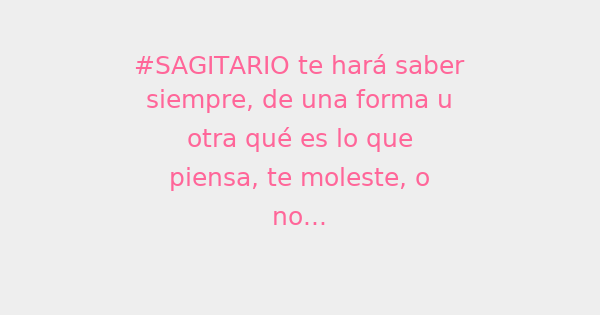 #SAGITARIO te hará saber
siempre, de una forma u
otra qué es lo que
piensa, te moleste, o
no...